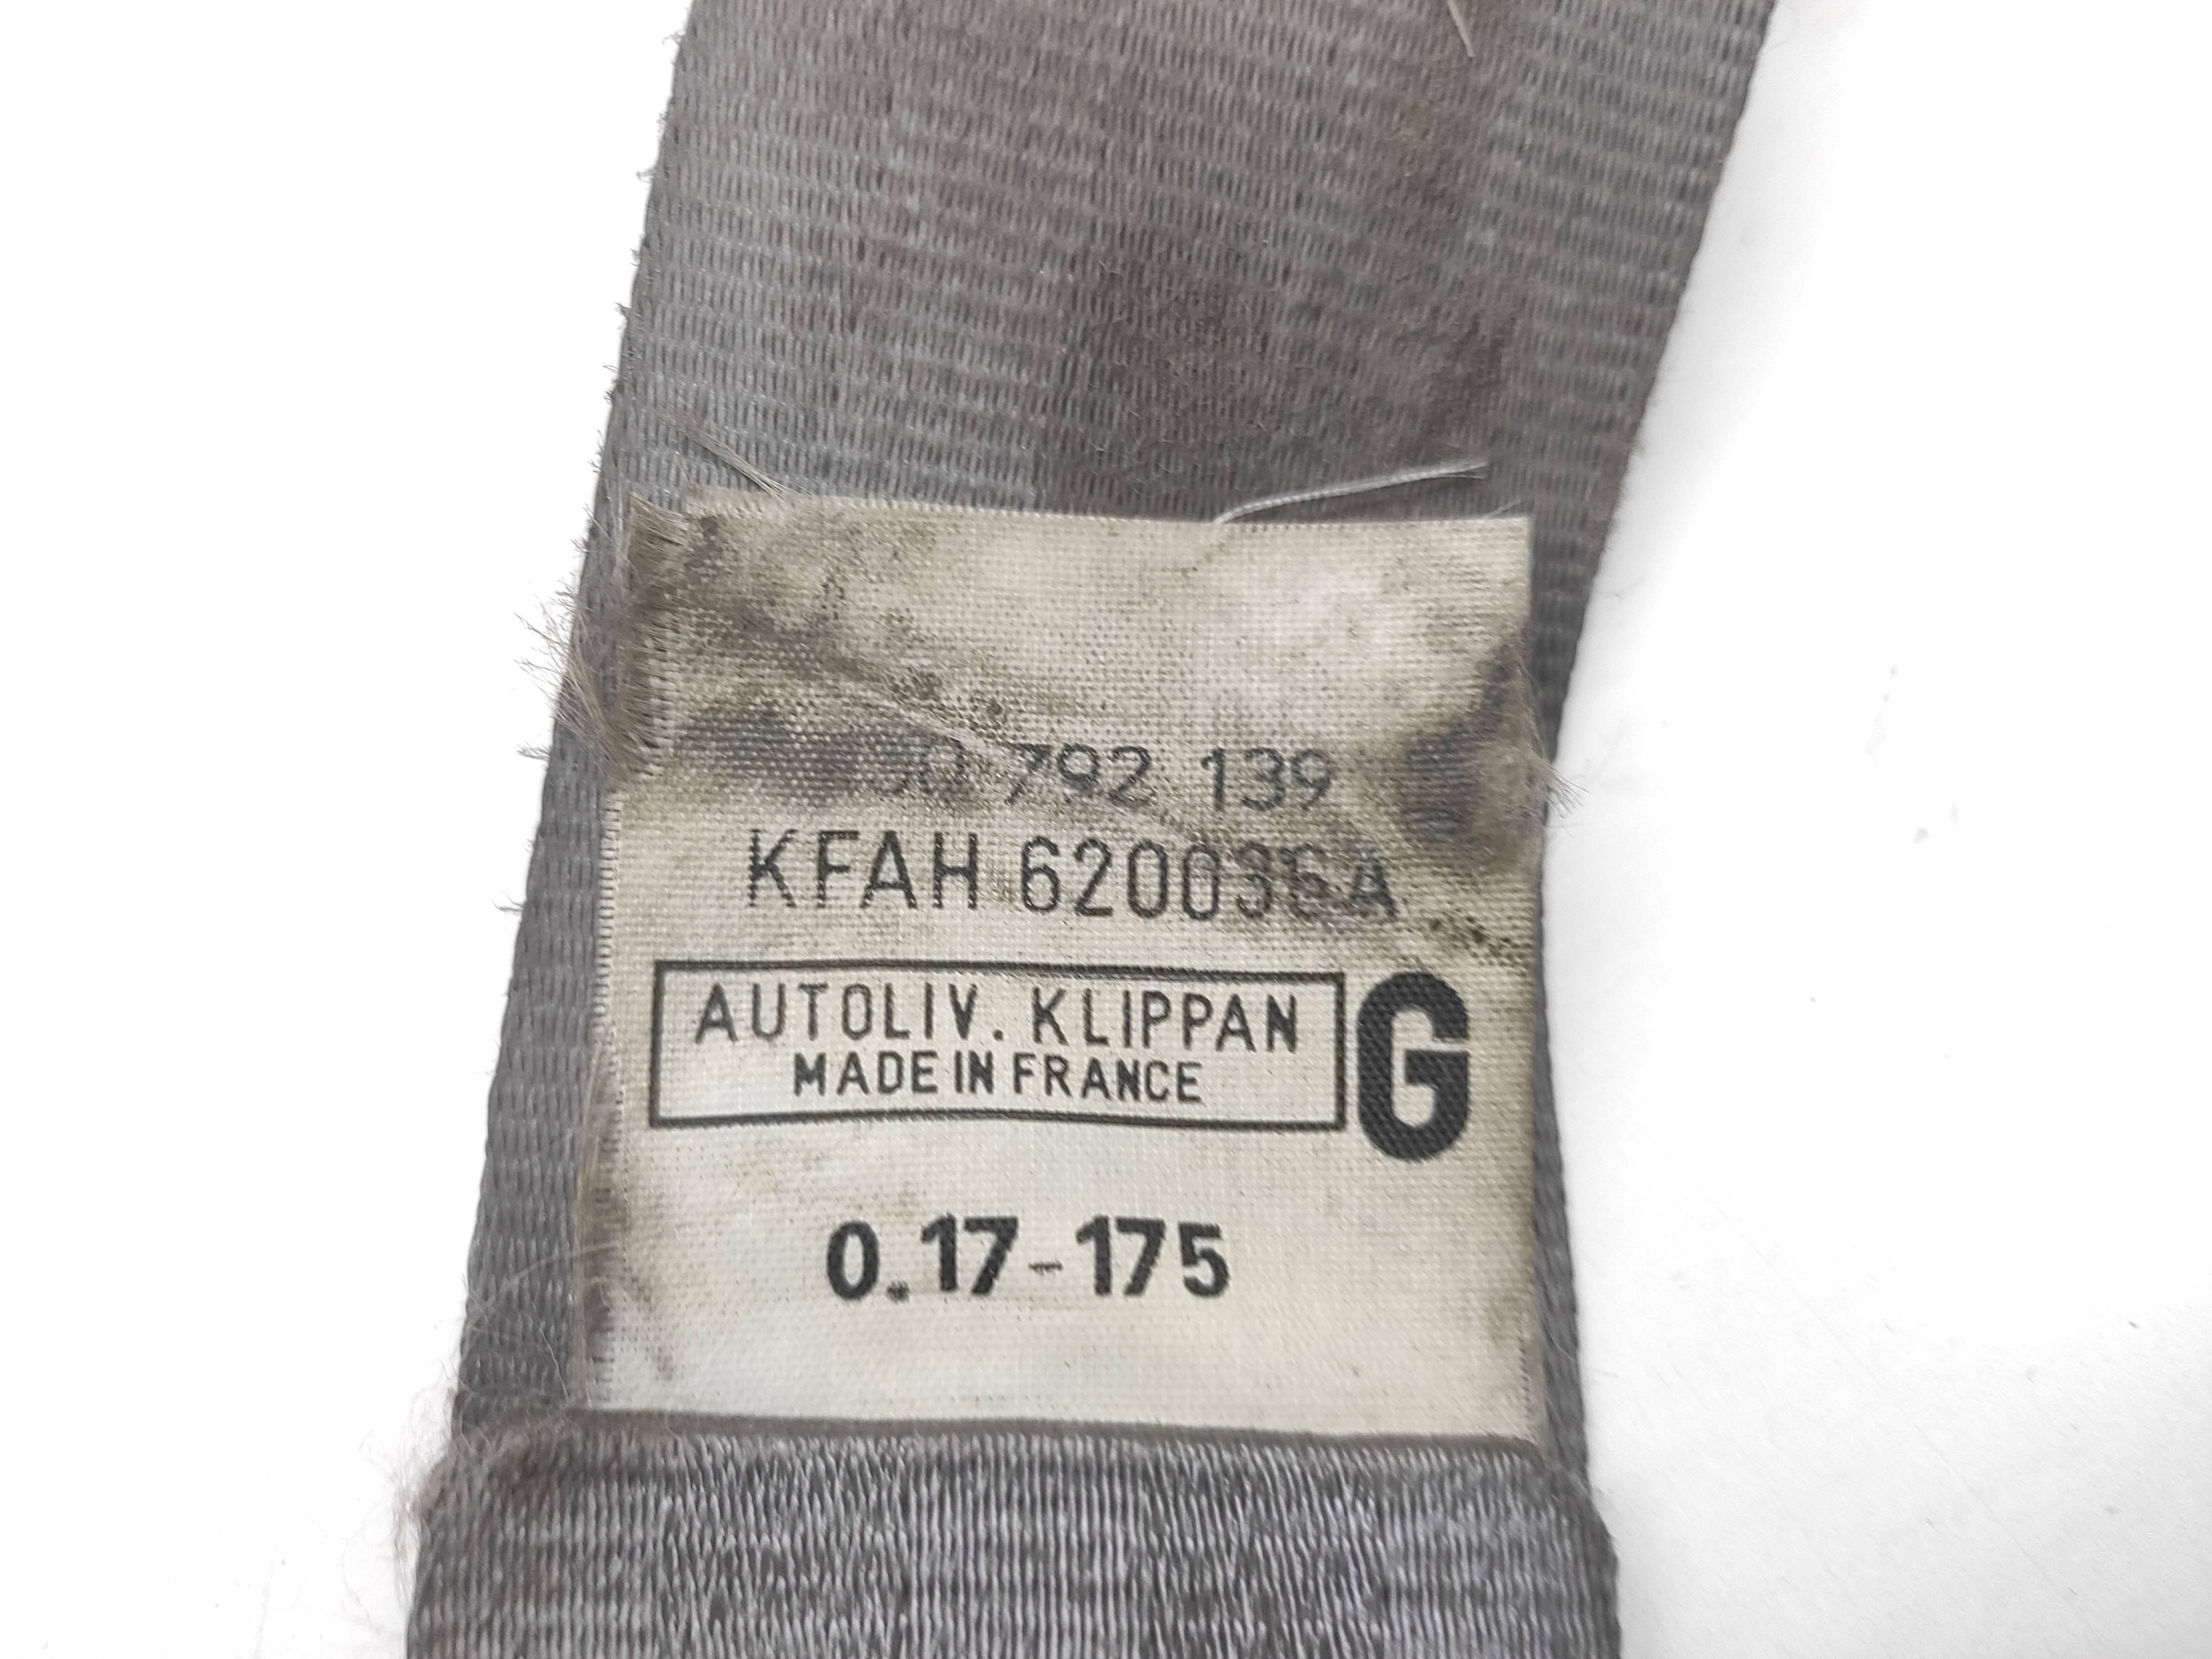 792 139
KFAH 620036A
AUTOLIV. KLIPPAN
MADE IN FRANCE
G
0.17-175